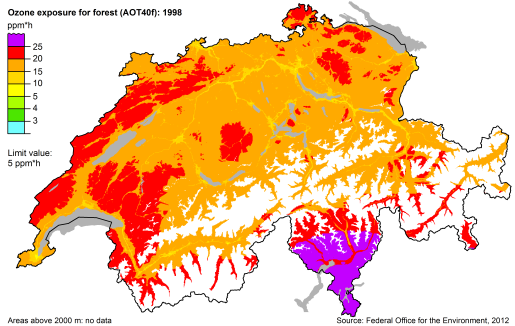 Ozone exposure for forest (AOT40f): 1998
ppm*h
25
20
15
10
5
4
3
Limit value:
5 ppm*h
Areas above 2000 m: no data
Source: Federal Office for the Environment, 2012